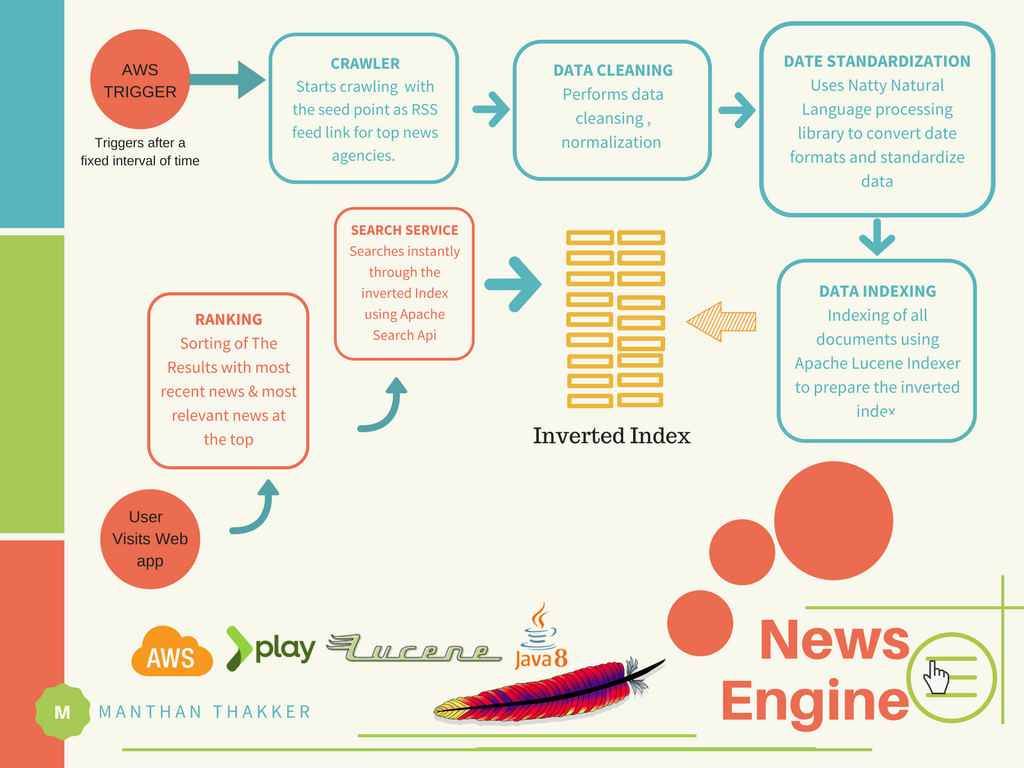 AWS
TRIGGER
Triggers after a
fixed interval of time
CRAWLER
Starts crawling with
the seed point as RSS
feed link for top news
agencies.
DATA CLEANING
Performs data
cleansing ,
normalization
DATE STANDARDIZATION
Uses Natty Natural
Language processing
library to convert date
formats and standardize
data
SEARCH SERVICE
Searches instantly
through the
inverted Index
using Apache
Search Api
DATA INDEXING
Indexing of all
documents using
Apache Lucene Indexer
to prepare the inverted
index
RANKING
Sorting of The
Results with most
recent news & most
relevant news at
the top
Inverted Index
User
Visits Web
app
AWS
play
Lucene
Java 8
News
Engine
M
MANTHAN THAKKER